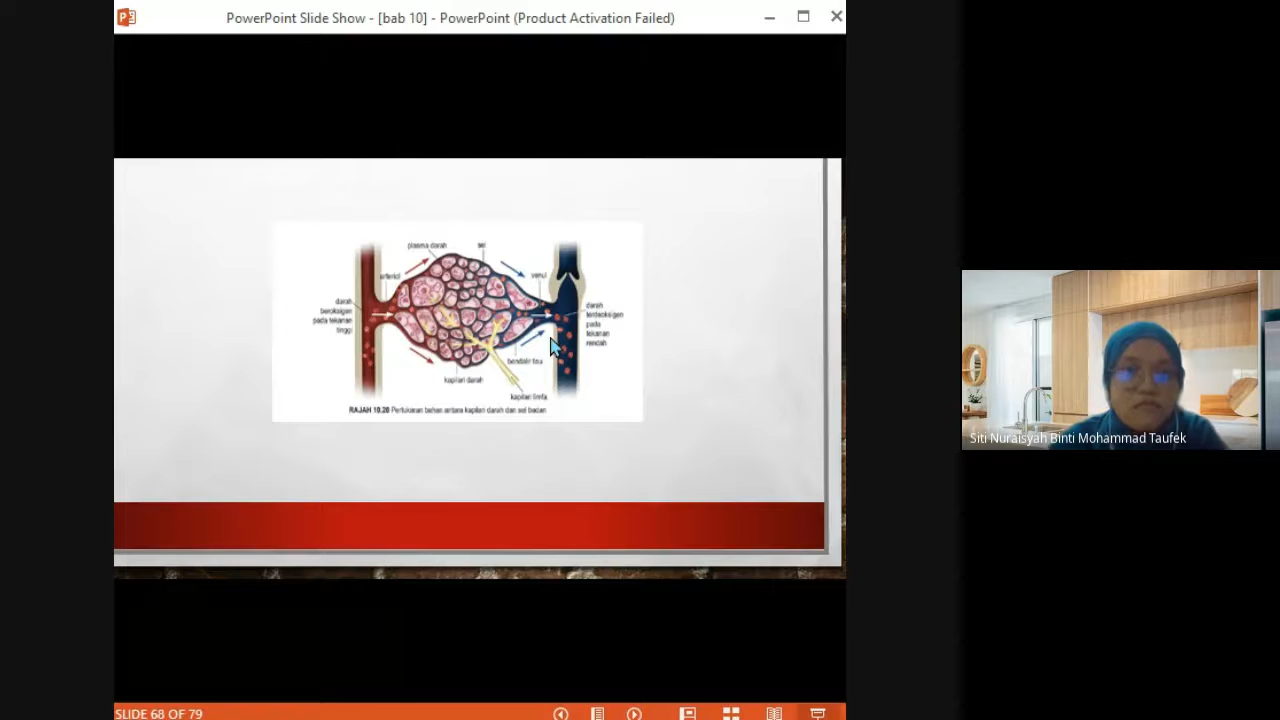 PowerPoint Slide Show - [bab 10] - PowerPoint (Product Activation Failed)
plasma darah
sel
arteriol
venul
darah
beroksigen
pada tekanan
tinggi
darah
terdeoksigen
pada
tekanan
rendah
bendalir tisu
kapilari darah
kapilari limfa
RAJAH 10.20 Pertukaran bahan antara kapilari darah dan sel badan
Siti Nuraisyah Binti Mohammad Taufek
SLIDE 68 OF 79